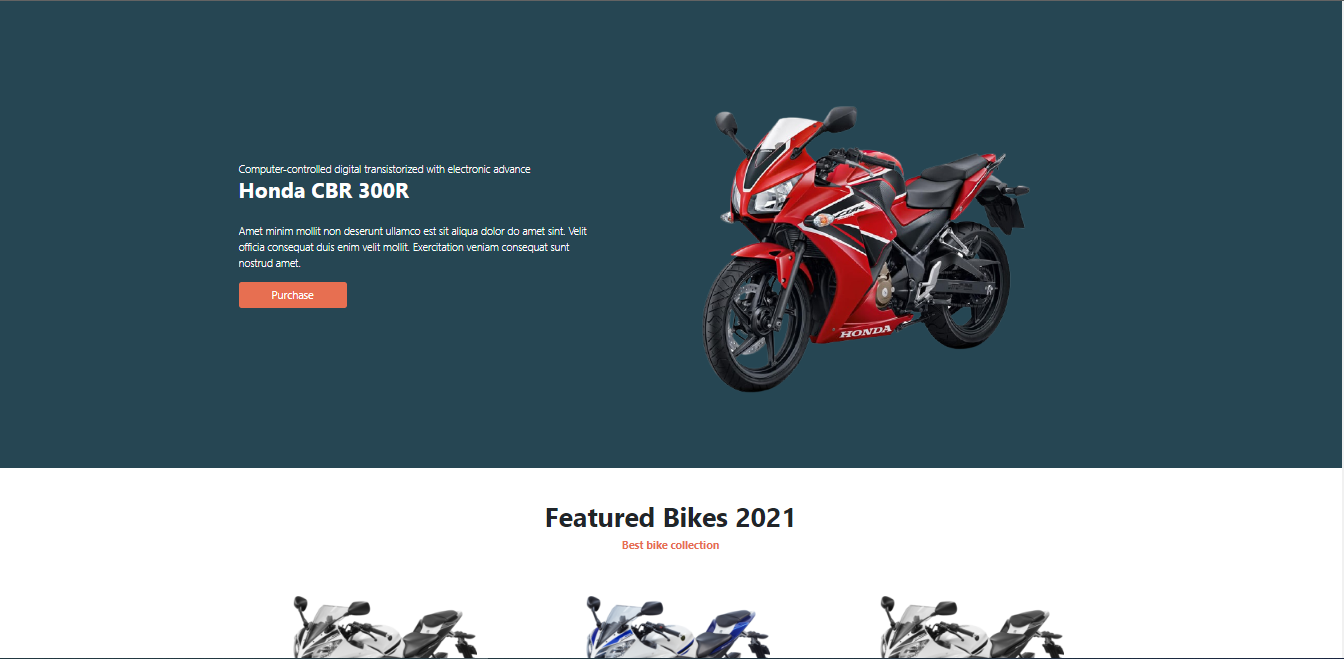 Computer-controlled digital transistorized with electronic advance
Honda CBR 300R
Amet minim mollit non deserunt ullamco est sit aliqua dolor do amet sint. Velit
officia consequat duis enim velit mollit. Exercitation veniam consequat sunt
nostrud amet.
Purchase
CBR
HONDA
Featured Bikes 2021
Best bike collection